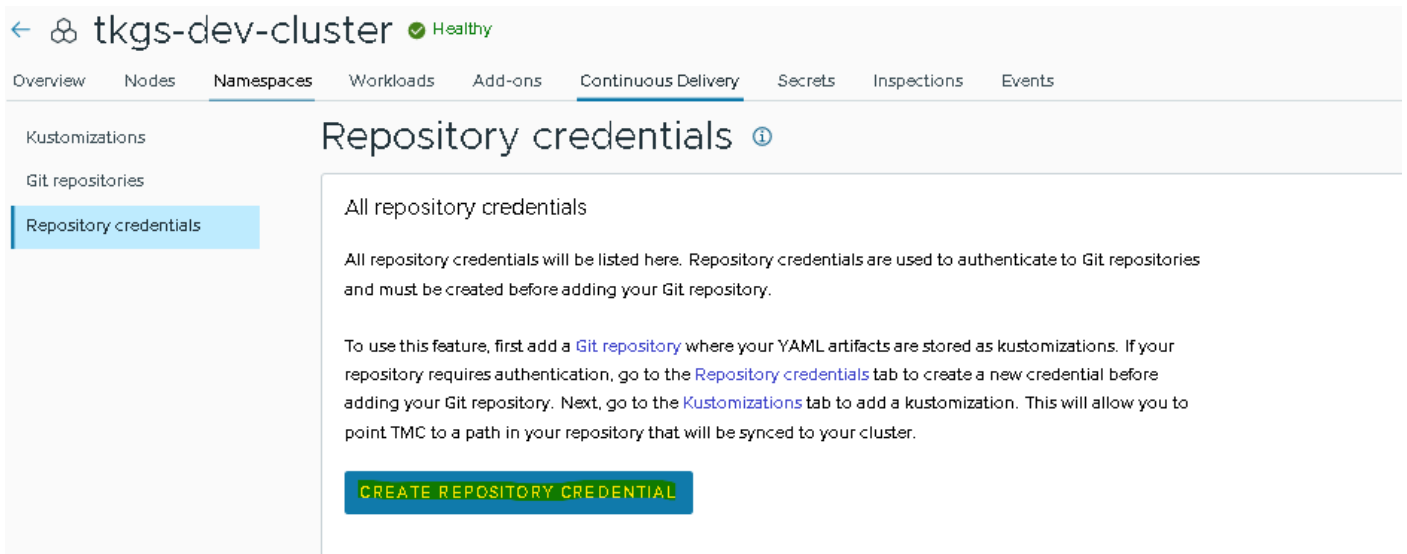 tkgs-dev-cluster Healthy
Overview Nodes Namespaces Workloads Add-ons Continuous Delivery Secrets Inspections Events
Kustomizations
Git repositories
Repository credentials
Repository credentials
All repository credentials
All repository credentials will be listed here. Repository credentials are used to authenticate to Git repositories
and must be created before adding your Git repository.
To use this feature, first add a Git repository where your YAML artifacts are stored as kustomizations. If your
repository requires authentication, go to the Repository credentials tab to create a new credential before
adding your Git repository. Next, go to the Kustomizations tab to add a kustomization. This will allow you to
point TMC to a path in your repository that will be synced to your cluster.
CREATE REPOSITORY CREDENTIAL